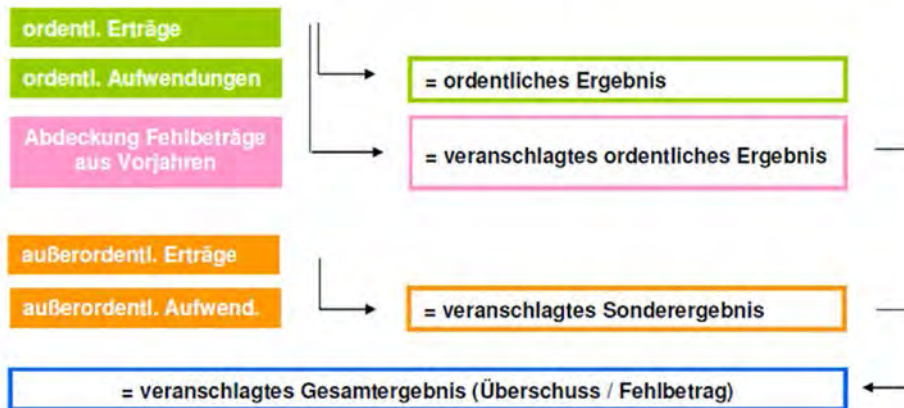 ordentl. Erträge
ordentl. Aufwendungen
= ordentliches Ergebnis
Abdeckung Fehlbeträge
aus Vorjahren
= veranschlagtes ordentliches Ergebnis
außerordentl. Erträge
außerordentl. Aufwend.
= veranschlagtes Sonderergebnis
= veranschlagtes Gesamtergebnis (Überschuss / Fehlbetrag)